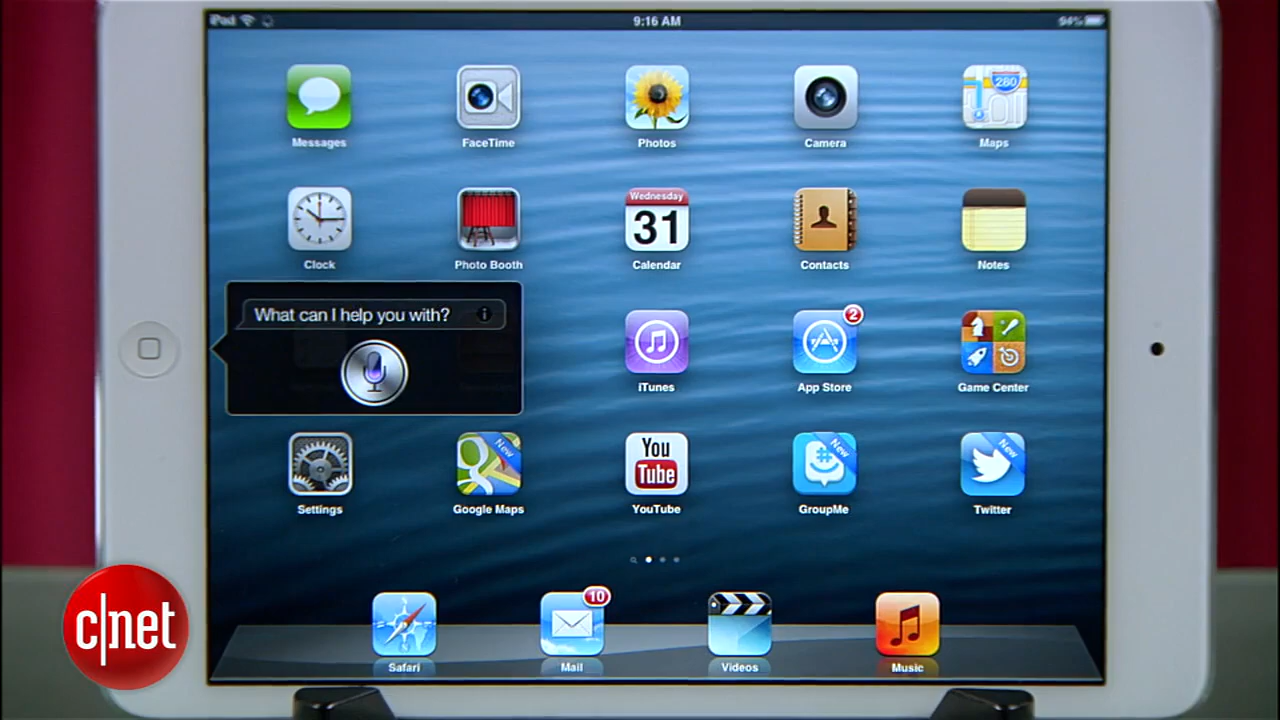 iPad 9:16 AM 94%
Messages FaceTime Photos Camera Maps
280
Wednesday
31
Clock Photo Booth Calendar Contacts Notes
What can I help you with? i
2
iTunes App Store Game Center
New You New New
Tube
Settings Google Maps YouTube GroupMe Twitter
10
Safari Mail Videos Music
c|net